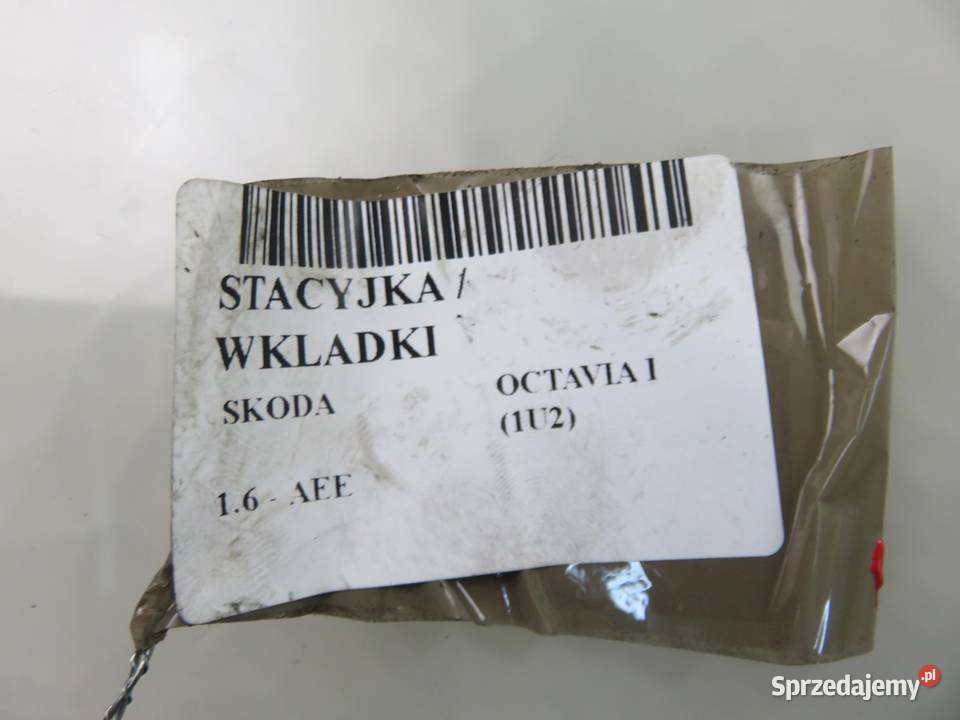 STACYJKA /
WKLADKI
SKODA
OCTAVIA I
(1U2)
1.6 - AEE
Sprzedajemy.pl